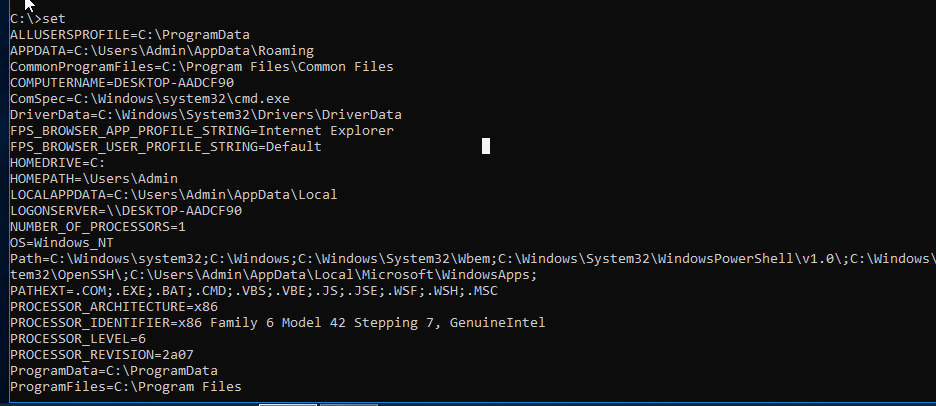 C:\>set
ALLUSERSPROFILE=C:\ProgramData
APPDATA=C:\Users\Admin\AppData\Roaming
CommonProgramFiles=C:\Program Files\Common Files
COMPUTERNAME=DESKTOP-AADCF90
ComSpec=C:\Windows\system32\cmd.exe
DriverData=C:\Windows\System32\Drivers\DriverData
FPS_BROWSER_APP_PROFILE_STRING=Internet Explorer
FPS_BROWSER_USER_PROFILE_STRING=Default
HOMEDRIVE=C:
HOMEPATH=\Users\Admin
LOCALAPPDATA=C:\Users\Admin\AppData\Local
LOGONSERVER=\\DESKTOP-AADCF90
NUMBER_OF_PROCESSORS=1
OS=Windows_NT
Path=C:\Windows\system32;C:\Windows;C:\Windows\System32\Wbem;C:\Windows\System32\WindowsPowerShell\v1.0\;C:\Windows\
tem32\OpenSSH\;C:\Users\Admin\AppData\Local\Microsoft\WindowsApps;
PATHEXT=.COM;.EXE;.BAT;.CMD;.VBS;.VBE;.JS;.JSE;.WSF;.WSH;.MSC
PROCESSOR_ARCHITECTURE=x86
PROCESSOR_IDENTIFIER=x86 Family 6 Model 42 Stepping 7, GenuineIntel
PROCESSOR_LEVEL=6
PROCESSOR_REVISION=2a07
ProgramData=C:\ProgramData
ProgramFiles=C:\Program Files